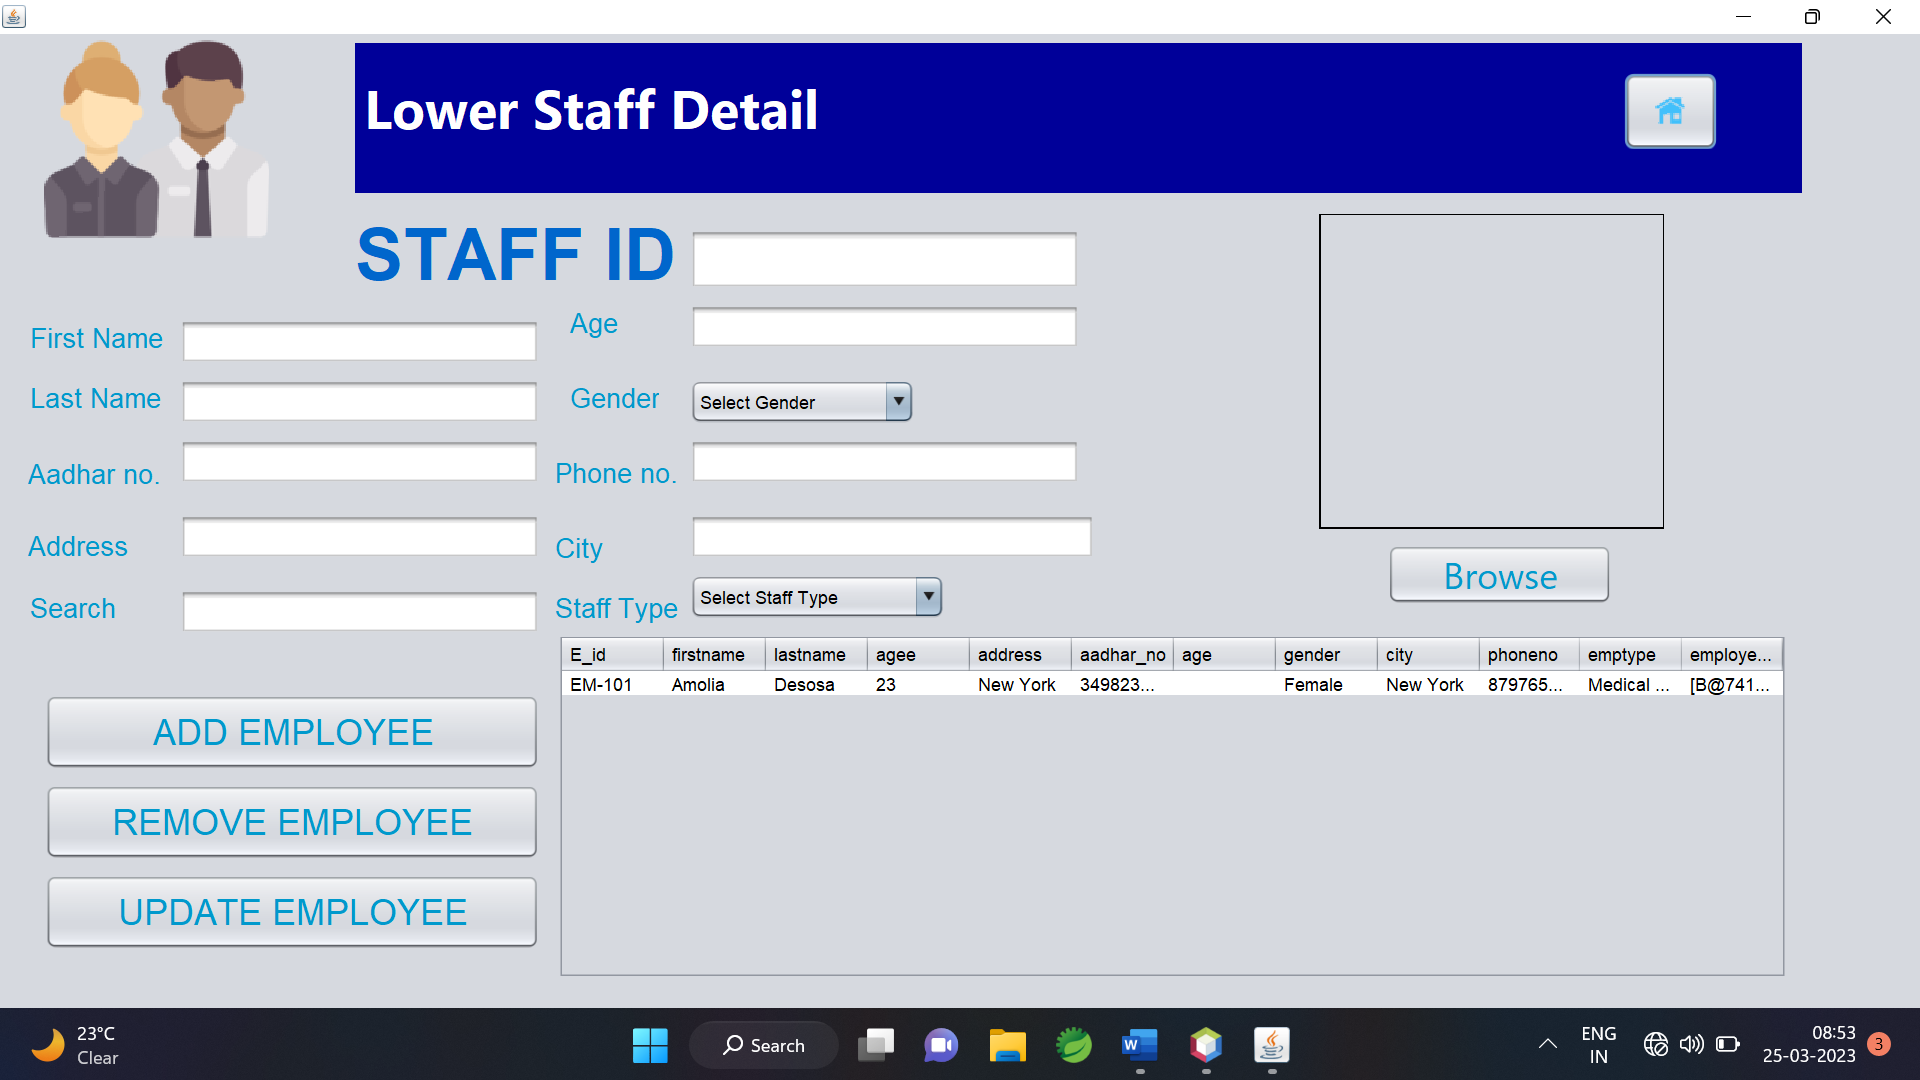 Lower Staff Detail
STAFF ID
First Name
Age
Last Name
Gender
Select Gender
Aadhar no.
Phone no.
Address
City
Browse
Search
Staff Type
Select Staff Type
E_id firstname lastname agee address aadhar_no age gender city phoneno emptype employe...
EM-101 Amolia Desosa 23 New York 349823... Female New York 879765... Medical ... [B@741...
ADD EMPLOYEE
REMOVE EMPLOYEE
UPDATE EMPLOYEE
23°C
Clear
Search
W
ENG
IN
08:53
25-03-2023
3